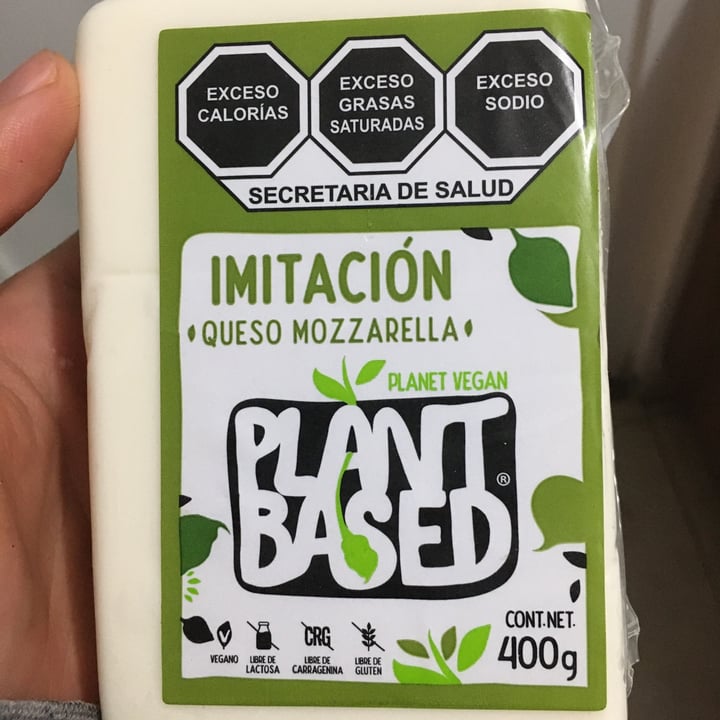 EXCESO
CALORÍAS
EXCESO
GRASAS
SATURADAS
EXCESO
SODIO
SECRETARIA DE SALUD
IMITACIÓN
QUESO MOZZARELLA
PLANET VEGAN
PLANT
BASED®
VEGANO
LIBRE DE
LACTOSA
CRG
LIBRE DE
CARRAGENINA
LIBRE DE
GLUTEN
CONT.NET.
400g